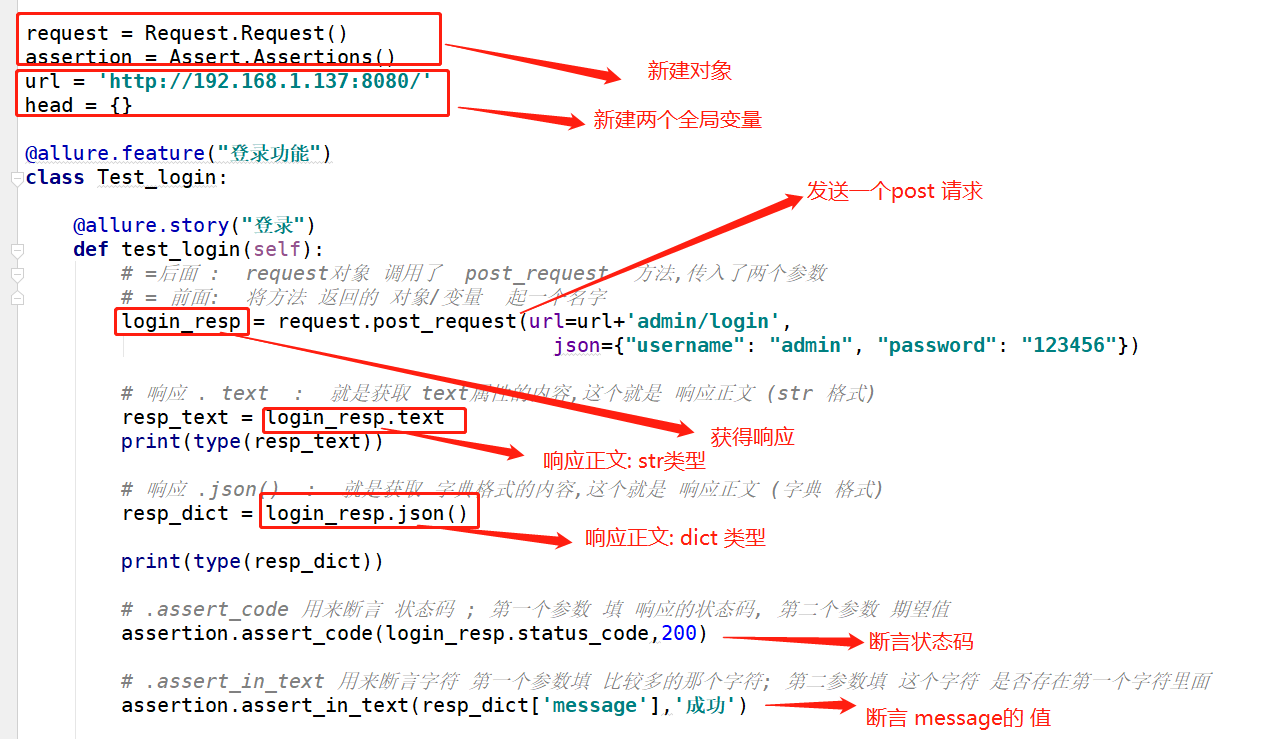 request = Request.Request()
assertion = Assert.Assertions()
新建对象
url = 'http://192.168.1.137:8080/'
head = {}
新建两个全局变量
@allure.feature("登录功能")
class Test_login:
发送一个post 请求
@allure.story("登录")
def test_login(self):
# =后面 :  request对象 调用了  post_request  方法,传入了两个参数
# = 前面:  将方法 返回的 对象/变量  起一个名字
login_resp = request.post_request(url=url+'admin/login',
json={"username": "admin", "password": "123456"})
# 响应 . text  :  就是获取 text属性的内容,这个就是 响应正文 (str 格式)
resp_text = login_resp.text
获得响应
print(type(resp_text))
响应正文: str类型
# 响应 .json()  :  就是获取 字典格式的内容,这个就是 响应正文 (字典 格式)
resp_dict = login_resp.json()
响应正文: dict 类型
print(type(resp_dict))
# .assert_code 用来断言 状态码 ; 第一个参数 填 响应的状态码, 第二个参数 期望值
assertion.assert_code(login_resp.status_code,200)
断言状态码
# .assert_in_text 用来断言字符 第一个参数填 比较多的那个字符; 第二参数填 这个字符 是否存在第一个字符里面
assertion.assert_in_text(resp_dict['message'],'成功')
断言 message的 值